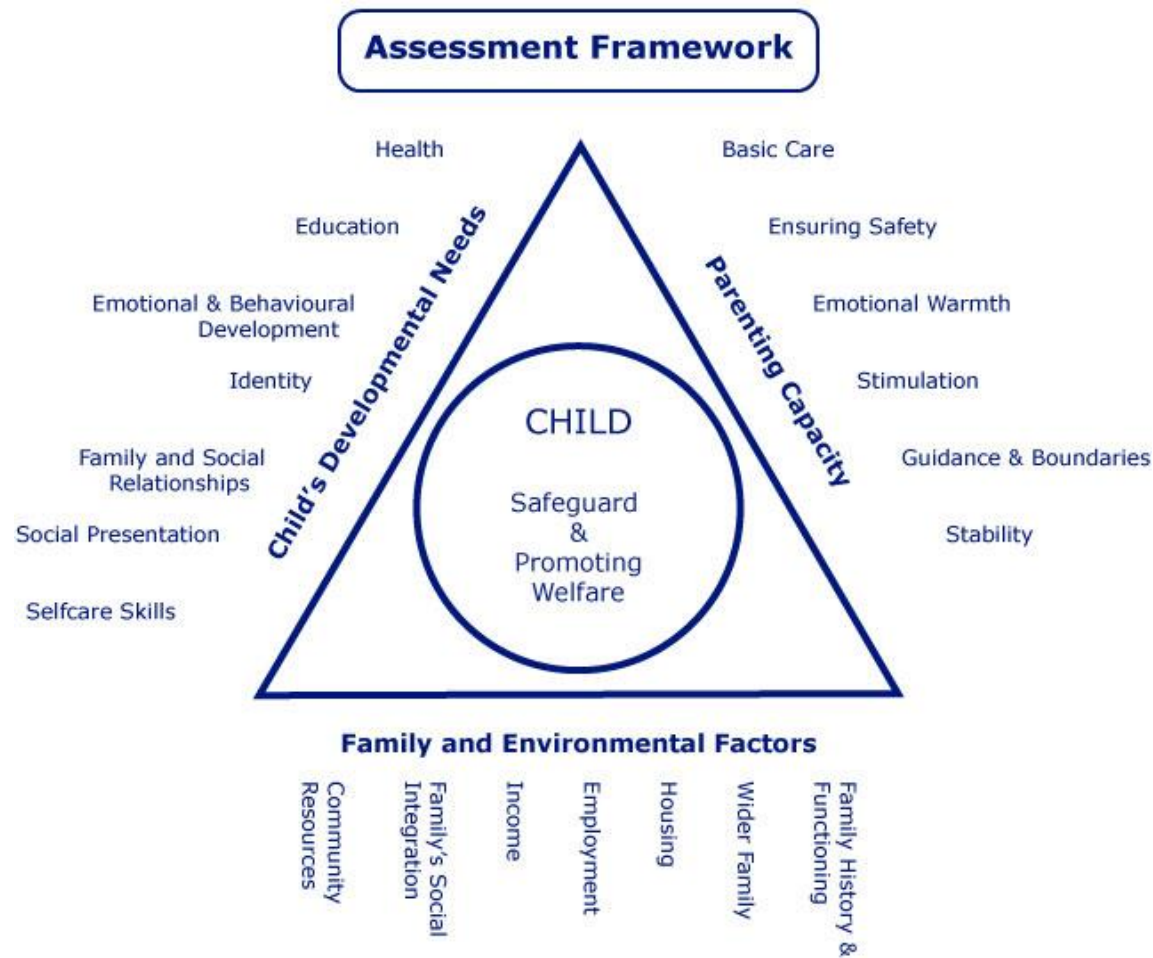 Assessment Framework
Health
Education
Emotional & Behavioural
Development
Identity
Family and Social
Relationships
Social Presentation
Selfcare Skills
Child's Developmental Needs
Basic Care
Ensuring Safety
Emotional Warmth
Stimulation
Guidance & Boundaries
Stability
Parenting Capacity
CHILD
Safeguard
&
Promoting
Welfare
Family and Environmental Factors
Community
Resources
Family's Social
Integration
Income
Employment
Housing
Wider Family
Family History &
Functioning